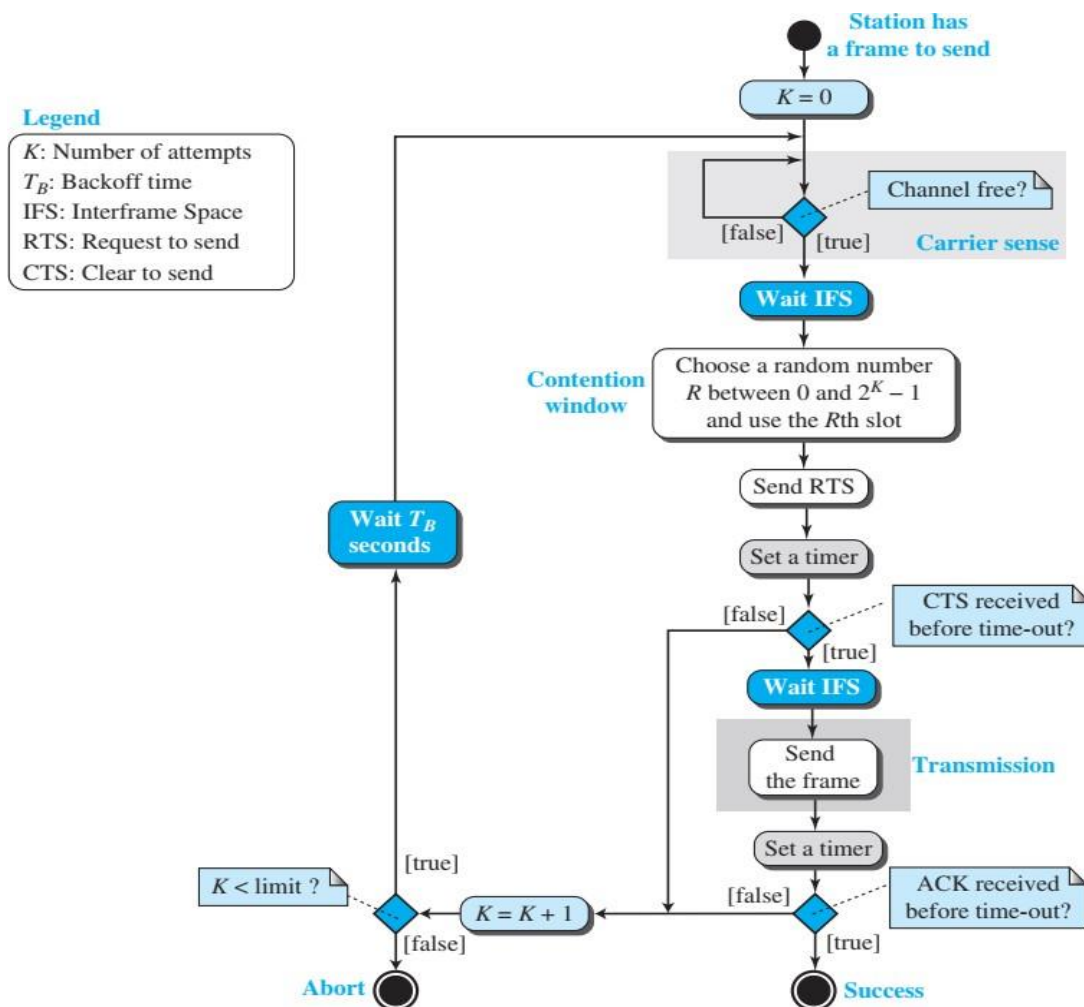 Station has
a frame to send
K = 0
Legend
K: Number of attempts
T_B: Backoff time
IFS: Interframe Space
RTS: Request to send
CTS: Clear to send
Channel free?
[false]
[true]
Carrier sense
Wait IFS
Contention
window
Choose a random number
R between 0 and 2^K − 1
and use the Rth slot
Send RTS
Wait T_B
seconds
Set a timer
[false]
CTS received
before time-out?
[true]
Wait IFS
Send
the frame
Transmission
Set a timer
K < limit ?
[true]
K = K + 1
[false]
ACK received
before time-out?
[false]
[true]
Abort
Success